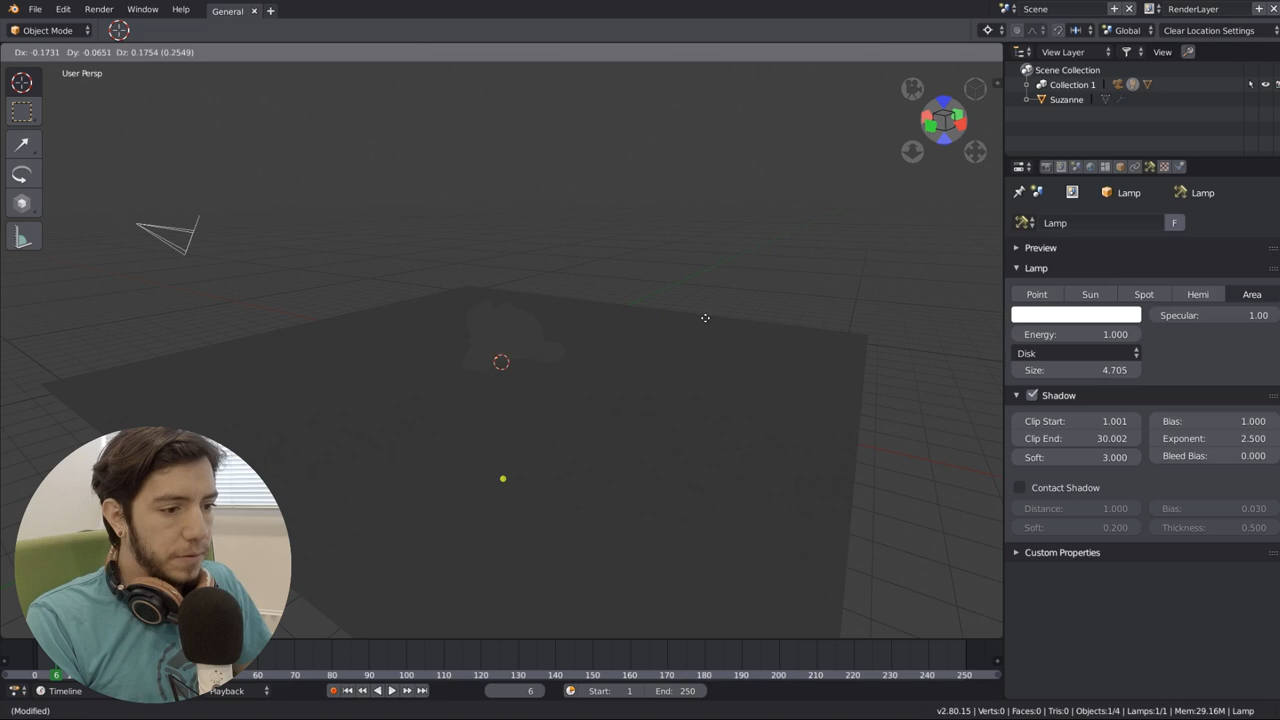 File Edit Render Window Help General Scene RenderLayer
Object Mode Global Clear Location Settings
Dx: -0.1731 Dy: -0.0651 Dz: 0.1754 (0.2549)
User Persp
View Layer View
Scene Collection
Collection 1
Suzanne
Lamp Lamp
Lamp F
Preview
Lamp
Point Sun Spot Hemi Area
Specular: 1.00
Energy: 1.000
Disk
Size: 4.705
Shadow
Clip Start: 1.001 Bias: 1.000
Clip End: 30.002 Exponent: 2.500
Soft: 3.000 Bleed Bias: 0.000
Contact Shadow
Distance: 1.000 Bias: 0.030
Soft: 0.200 Thickness: 0.500
Custom Properties
0 6 70 80 90 100 110 120 130 140 150 160 170 180 190 200 210 220 230 240 250
Timeline Playback 6 Start: 1 End: 250
(Modified) v2.80.15 | Verts:0 | Faces:0 | Tris:0 | Objects:1/4 | Lamps:1/1 | Mem:29.16M | Lamp